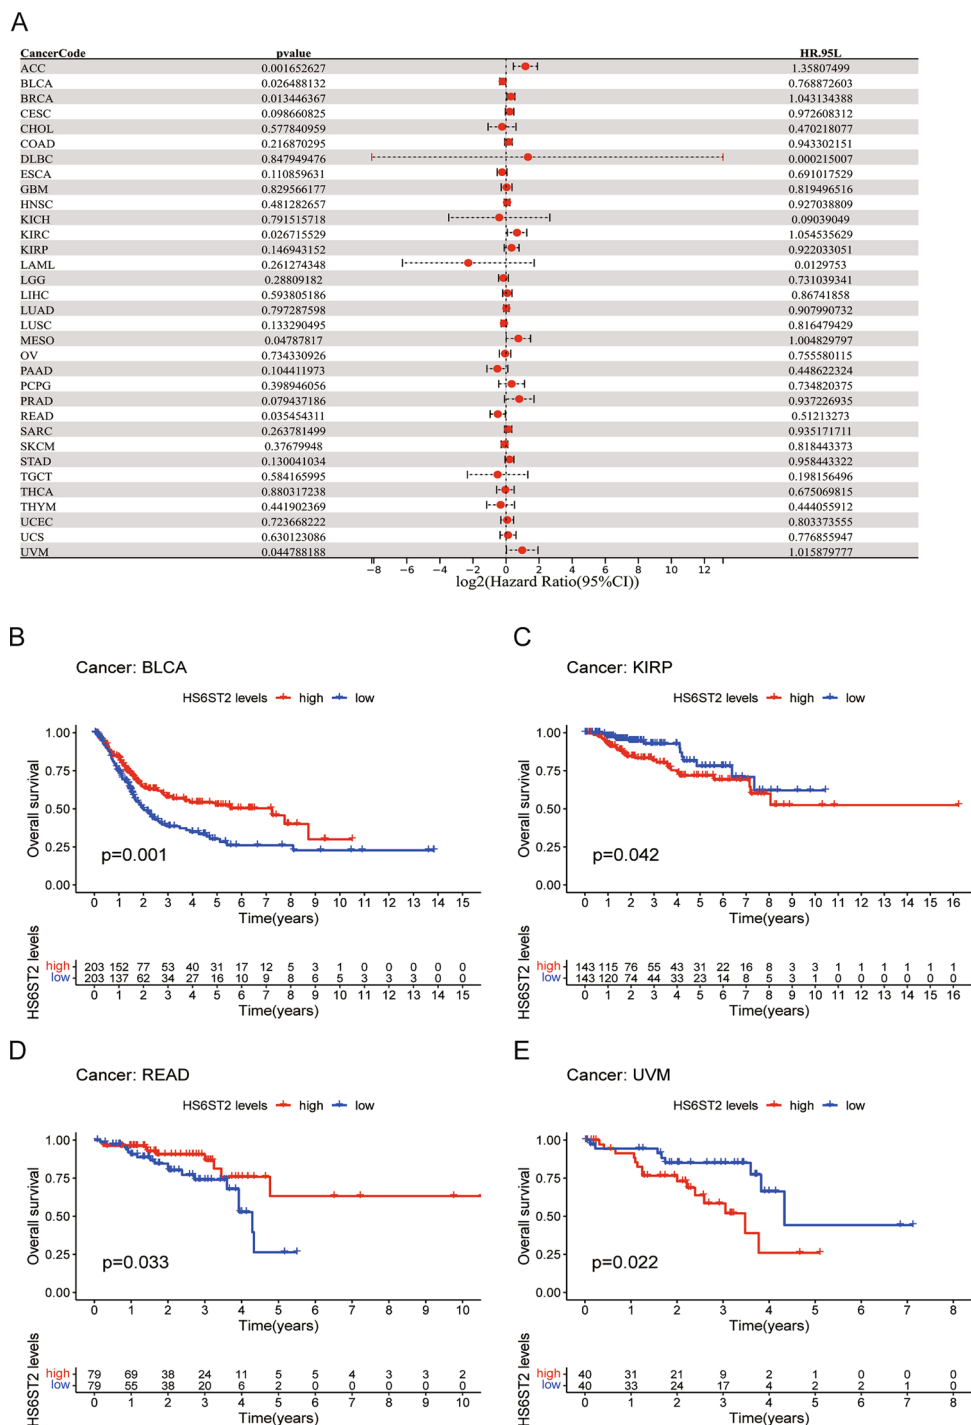 A
CancerCode pvalue HR.95L
ACC 0.001652627 1.35807499
BLCA 0.026488132 0.768872603
BRCA 0.013446367 1.043134388
CESC 0.098660825 0.972608312
CHOL 0.577840959 0.470218077
COAD 0.216870295 0.943302151
DLBC 0.847949476 0.000215007
ESCA 0.110859631 0.691017529
GBM 0.829566177 0.819496516
HNSC 0.481282657 0.927038809
KICH 0.791515718 0.09039049
KIRC 0.026715529 1.054535629
KIRP 0.146943152 0.922033051
LAML 0.261274348 0.0129753
LGG 0.28809182 0.731039341
LIHC 0.593805186 0.86741858
LUAD 0.797287598 0.907990732
LUSC 0.133290495 0.816479429
MESO 0.04787817 1.004829797
OV 0.734330926 0.755580115
PAAD 0.104411973 0.448622324
PCPG 0.398946056 0.734820375
PRAD 0.079437186 0.937226935
READ 0.035454311 0.51213273
SARC 0.263781499 0.935171711
SKCM 0.37679948 0.818443373
STAD 0.130041034 0.958443322
TGCT 0.584165995 0.198156496
THCA 0.880317238 0.675069815
THYM 0.441902369 0.444055912
UCEC 0.723668222 0.803373555
UCS 0.630123086 0.776855947
UVM 0.044788188 1.015879777
−8 −6 −4 −2 0 2 4 6 8 10 12
log2(Hazard Ratio(95%CI))
B
Cancer: BLCA
HS6ST2 levels high low
Overall survival
1.00
0.75
0.50
0.25
0.00
p=0.001
0 1 2 3 4 5 6 7 8 9 10 11 12 13 14 15
Time(years)
HS6ST2 levels
high 203 152 77 53 40 31 17 12 5 3 1 0 0 0 0 0
low 203 137 62 34 27 16 10 9 8 6 5 3 3 0 0 0
0 1 2 3 4 5 6 7 8 9 10 11 12 13 14 15
Time(years)
C
Cancer: KIRP
HS6ST2 levels high low
Overall survival
1.00
0.75
0.50
0.25
0.00
p=0.042
0 1 2 3 4 5 6 7 8 9 10 11 12 13 14 15 16
Time(years)
HS6ST2 levels
high 143 115 76 55 43 31 22 16 8 3 3 1 1 1 1 1 1
low 143 120 74 44 33 23 14 8 5 3 1 0 0 0 0 0 0
0 1 2 3 4 5 6 7 8 9 10 11 12 13 14 15 16
Time(years)
D
Cancer: READ
HS6ST2 levels high low
Overall survival
1.00
0.75
0.50
0.25
0.00
p=0.033
0 1 2 3 4 5 6 7 8 9 10
Time(years)
HS6ST2 levels
high 79 69 38 24 11 5 5 4 3 3 2
low 79 55 38 20 6 2 0 0 0 0 0
0 1 2 3 4 5 6 7 8 9 10
Time(years)
E
Cancer: UVM
HS6ST2 levels high low
Overall survival
1.00
0.75
0.50
0.25
0.00
p=0.022
0 1 2 3 4 5 6 7 8
Time(years)
HS6ST2 levels
high 40 31 21 9 2 1 0 0 0
low 40 33 24 17 4 2 2 1 0
0 1 2 3 4 5 6 7 8
Time(years)